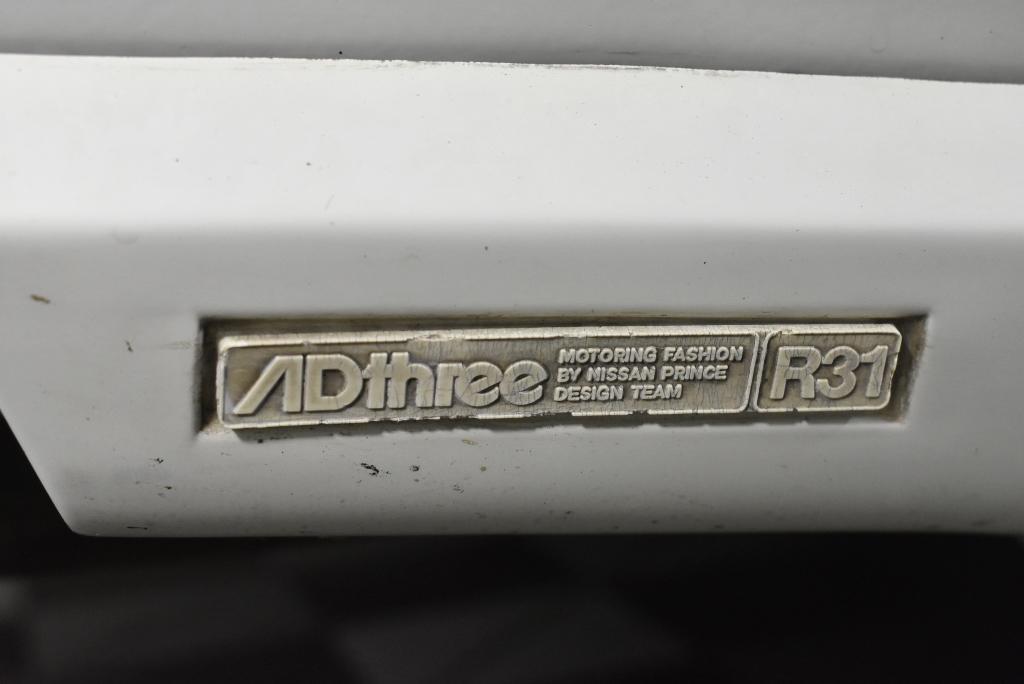 ADthree
MOTORING FASHION
BY NISSAN PRINCE
DESIGN TEAM
R31